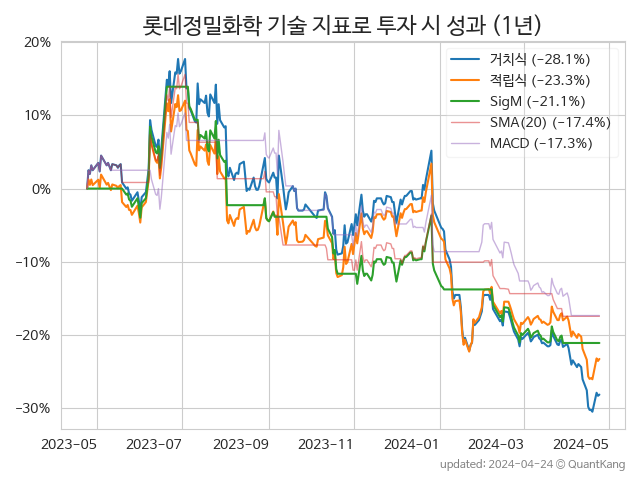 롯데정밀화학 기술 지표로 투자 시 성과 (1년)
20%
10%
0%
−10%
−20%
−30%
거치식 (−28.1%)
적립식 (−23.3%)
SigM (−21.1%)
SMA(20) (−17.4%)
MACD (−17.3%)
2023-05
2023-07
2023-09
2023-11
2024-01
2024-03
2024-05
updated: 2024-04-24 © QuantKang